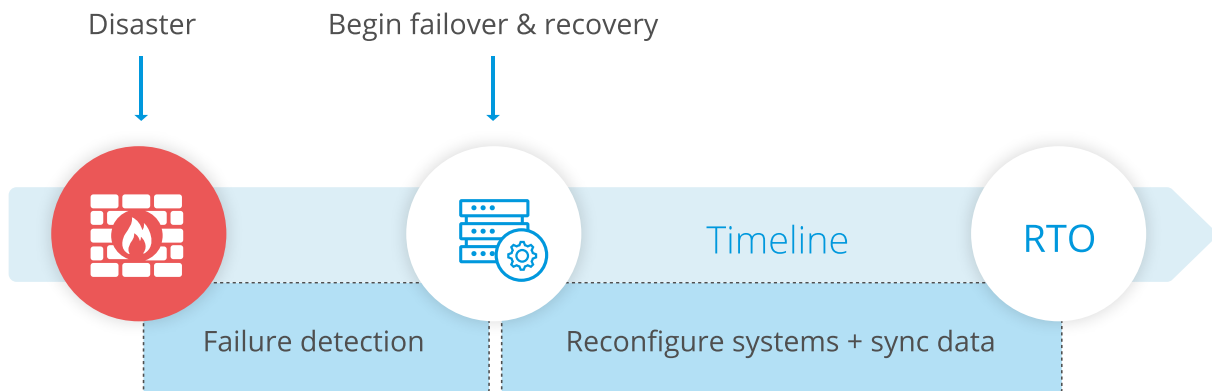 Disaster
Begin failover & recovery
Timeline
RTO
Failure detection
Reconfigure systems + sync data